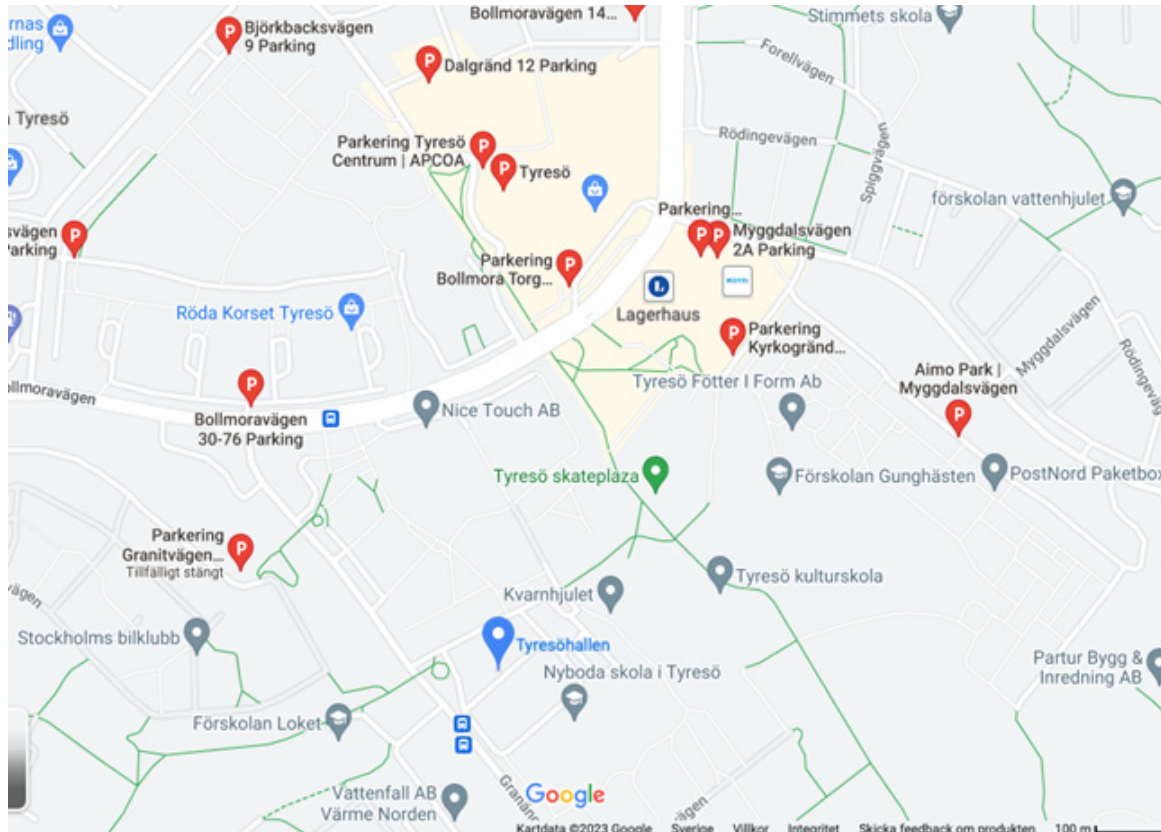 Bollmoravägen 14...
Stimmets skola
Björkbacksvägen
9 Parking
Forellvägen
Dalgränd 12 Parking
Tyresö
Rödingevägen
Parkering Tyresö
Centrum | APCOA
Tyresö
Spiggvägen
förskolan vattenhjulet
Parkering...
Myggdalsvägen
2A Parking
Parkering
Bollmora Torg...
Lagerhaus
Röda Korset Tyresö
Parkering
Kyrkogränd...
Myggdalsvägen
Aimo Park |
Myggdalsvägen
Tyresö Fötter I Form Ab
Nice Touch AB
Bollmoravägen
30-76 Parking
Tyresö skateplaza
Förskolan Gunghästen
PostNord Paketbox
Parkering
Granitvägen...
Tillfälligt stängt
Tyresö kulturskola
Kvarnhjulet
Stockholms bilklubb
Tyresöhallen
Nyboda skola i Tyresö
Partur Bygg &
Inredning AB
Förskolan Loket
Vattenfall AB
Värme Norden
Google
Kartdata ©2023 Google Sverige Villkor Integritet Skicka feedback om produkten 100 m